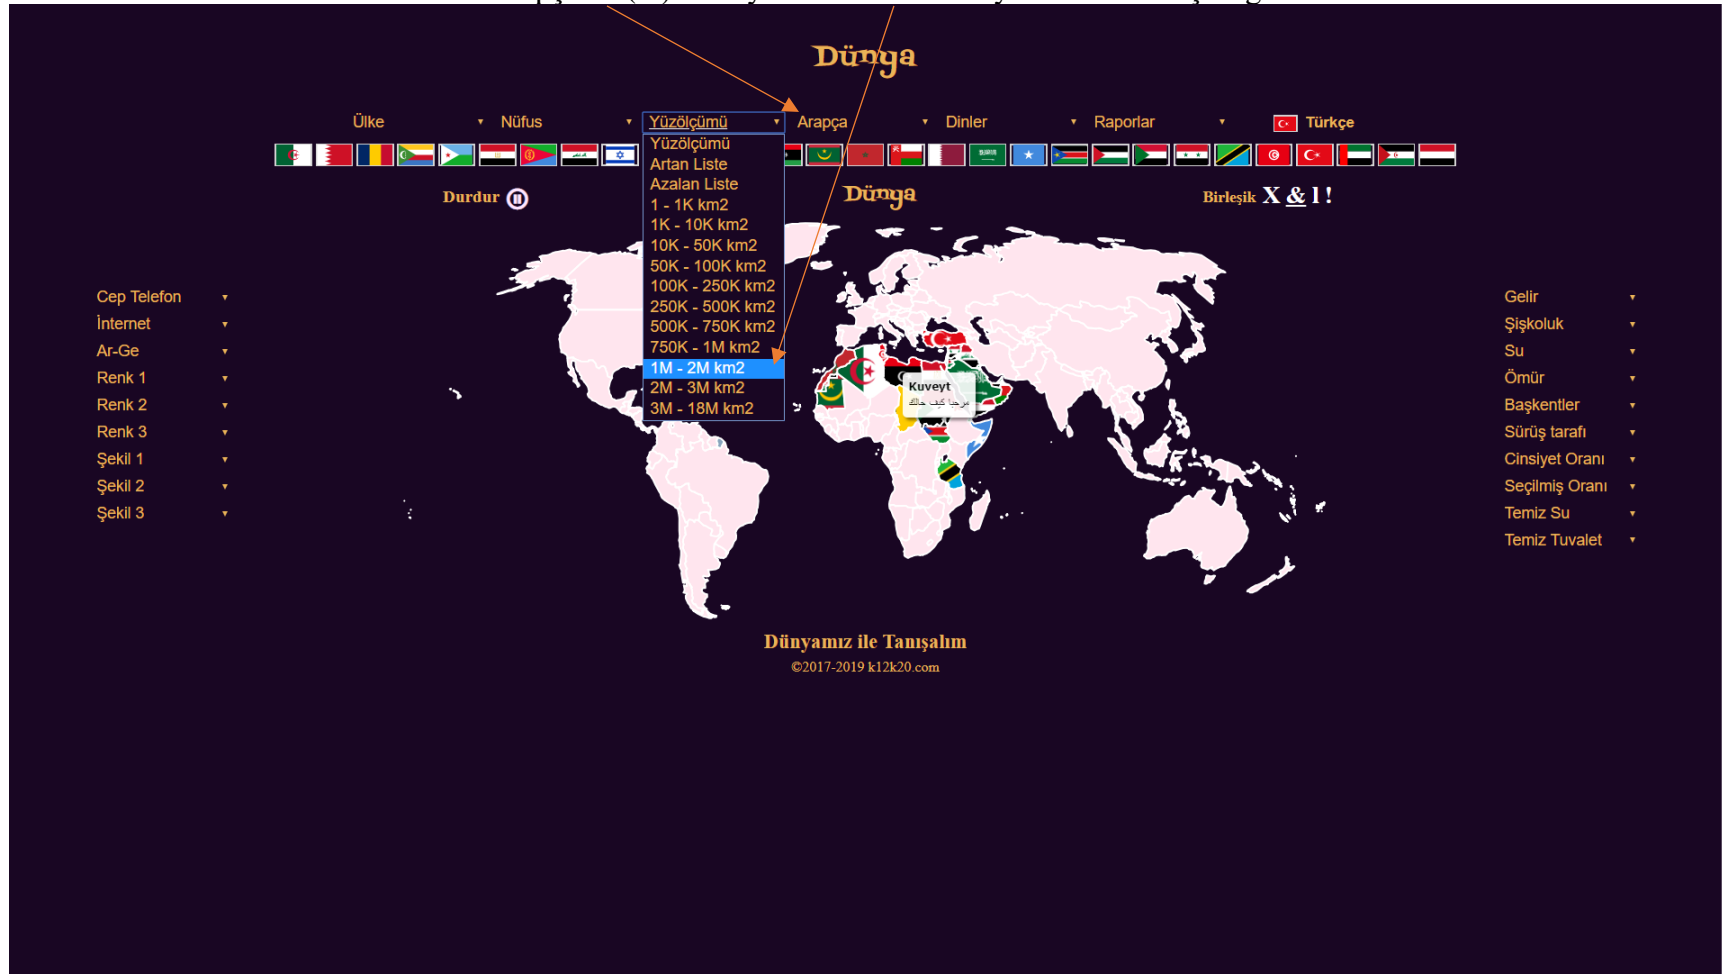 Dünya
Ülke Nüfus Yüzölçümü Arapça Dinler Raporlar Türkçe
Yüzölçümü
Artan Liste
Azalan Liste
1 - 1K km2
1K - 10K km2
10K - 50K km2
50K - 100K km2
100K - 250K km2
250K - 500K km2
500K - 750K km2
750K - 1M km2
1M - 2M km2
2M - 3M km2
3M - 18M km2
Durdur
Dünya
Birleşik X & l !
Cep Telefon
İnternet
Ar-Ge
Renk 1
Renk 2
Renk 3
Şekil 1
Şekil 2
Şekil 3
Kuveyt
مرحبا كيف حالك
Gelir
Şişkoluk
Su
Ömür
Başkentler
Sürüş tarafı
Cinsiyet Oranı
Seçilmiş Oranı
Temiz Su
Temiz Tuvalet
Dünyamız ile Tanışalım
©2017-2019 k12k20.com